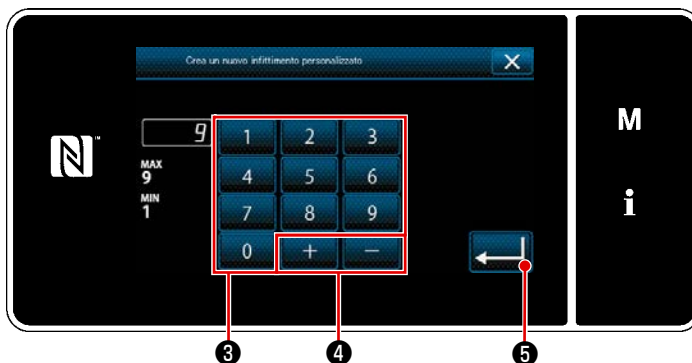 Crea un nuovo infittimento personalizzato
9
MAX
9
MIN
1
1 2 3
4 5 6
7 8 9
0 + −
N™
M
i
❸ ❹ ❺